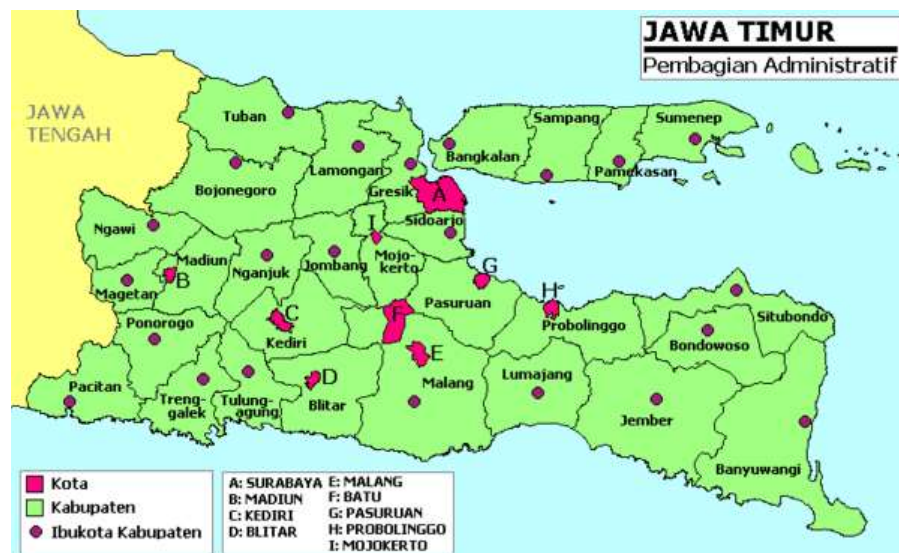 JAWA TIMUR
Pembagian Administratif
JAWA
TENGAH
Tuban
Sampang
Sumenep
Bangkalan
Pamekasan
Lamongan
Gresik
A
Bojonegoro
I
Sidoarjo
Ngawi
Madiun
Nganjuk
Jombang
Mojo-
kerto
B
G
Magetan
Pasuruan
H
Ponorogo
C
F
Probolinggo
Situbondo
Kediri
Bondowoso
E
Pacitan
D
Malang
Lumajang
Treng-
galek
Tulung-
agung
Blitar
Jember
Banyuwangi
Kota
Kabupaten
Ibukota Kabupaten
A: SURABAYA
B: MADIUN
C: KEDIRI
D: BLITAR
E: MALANG
F: BATU
G: PASURUAN
H: PROBOLINGGO
I: MOJOKERTO